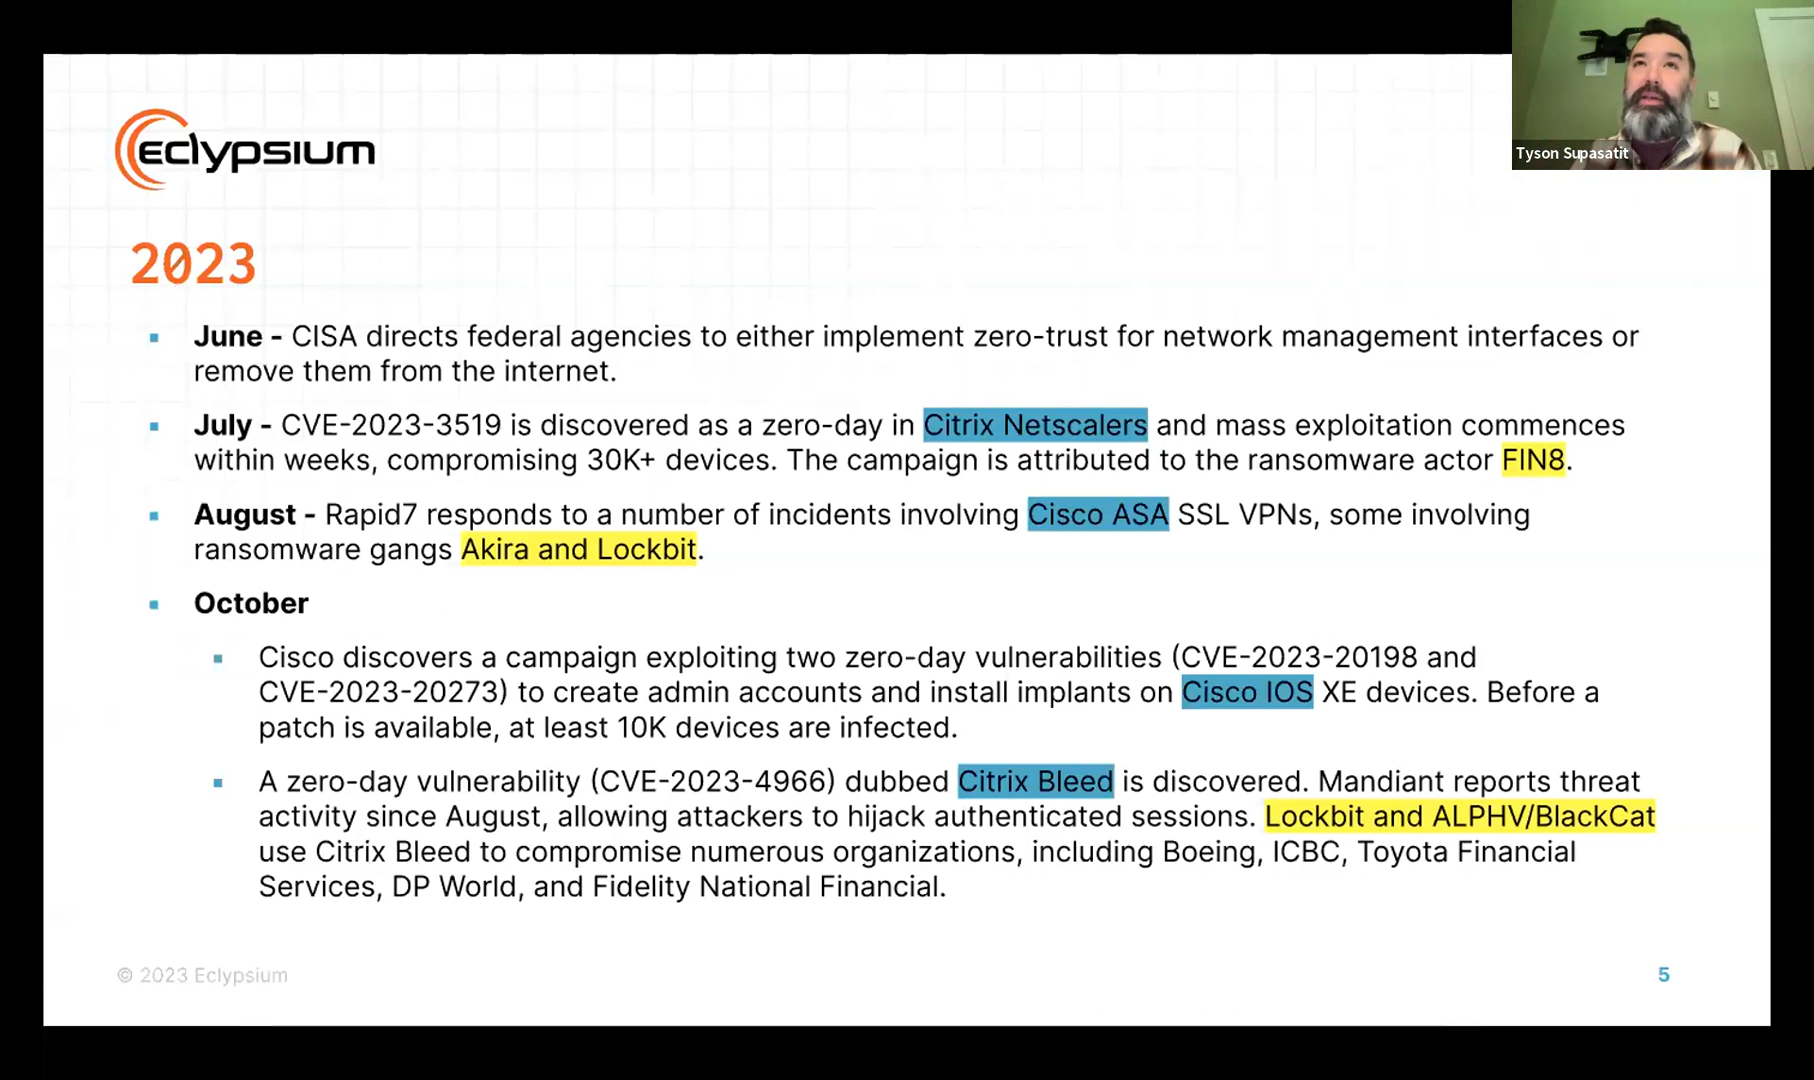 Tyson Supasatit
Eclypsium
2023
▪ June - CISA directs federal agencies to either implement zero-trust for network management interfaces or
remove them from the internet.
▪ July - CVE-2023-3519 is discovered as a zero-day in Citrix Netscalers and mass exploitation commences
within weeks, compromising 30K+ devices. The campaign is attributed to the ransomware actor FIN8.
▪ August - Rapid7 responds to a number of incidents involving Cisco ASA SSL VPNs, some involving
ransomware gangs Akira and Lockbit.
▪ October
▪ Cisco discovers a campaign exploiting two zero-day vulnerabilities (CVE-2023-20198 and
CVE-2023-20273) to create admin accounts and install implants on Cisco IOS XE devices. Before a
patch is available, at least 10K devices are infected.
▪ A zero-day vulnerability (CVE-2023-4966) dubbed Citrix Bleed is discovered. Mandiant reports threat
activity since August, allowing attackers to hijack authenticated sessions. Lockbit and ALPHV/BlackCat
use Citrix Bleed to compromise numerous organizations, including Boeing, ICBC, Toyota Financial
Services, DP World, and Fidelity National Financial.
© 2023 Eclypsium
5